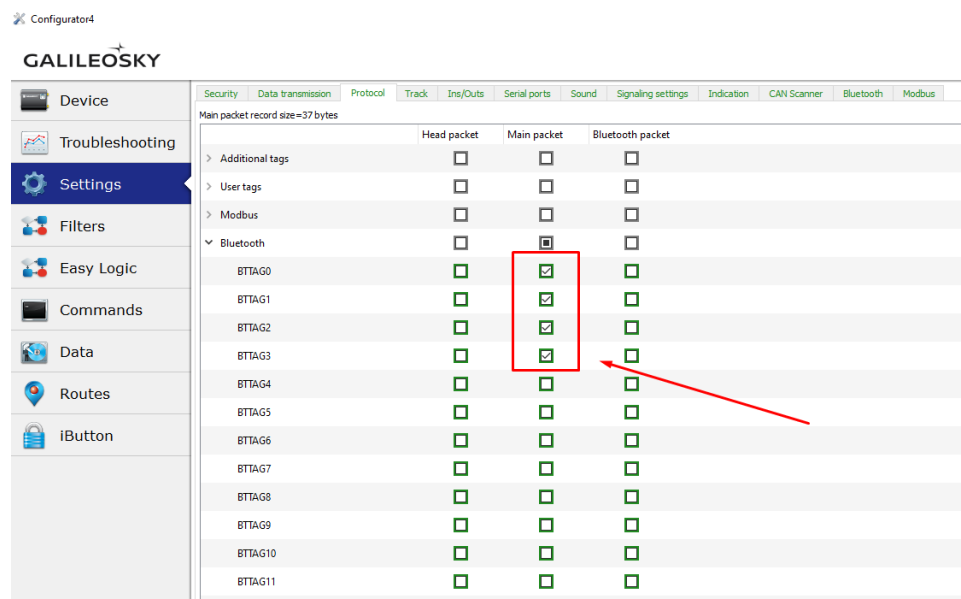 Configurator4
GALILEOSKY
Device
Troubleshooting
Settings
Filters
Easy Logic
Commands
Data
Routes
iButton
Security Data transmission Protocol Track Ins/Outs Serial ports Sound Signaling settings Indication CAN Scanner Bluetooth Modbus
Main packet record size=37 bytes
Head packet Main packet Bluetooth packet
Additional tags
User tags
Modbus
Bluetooth
BTTAG0
BTTAG1
BTTAG2
BTTAG3
BTTAG4
BTTAG5
BTTAG6
BTTAG7
BTTAG8
BTTAG9
BTTAG10
BTTAG11